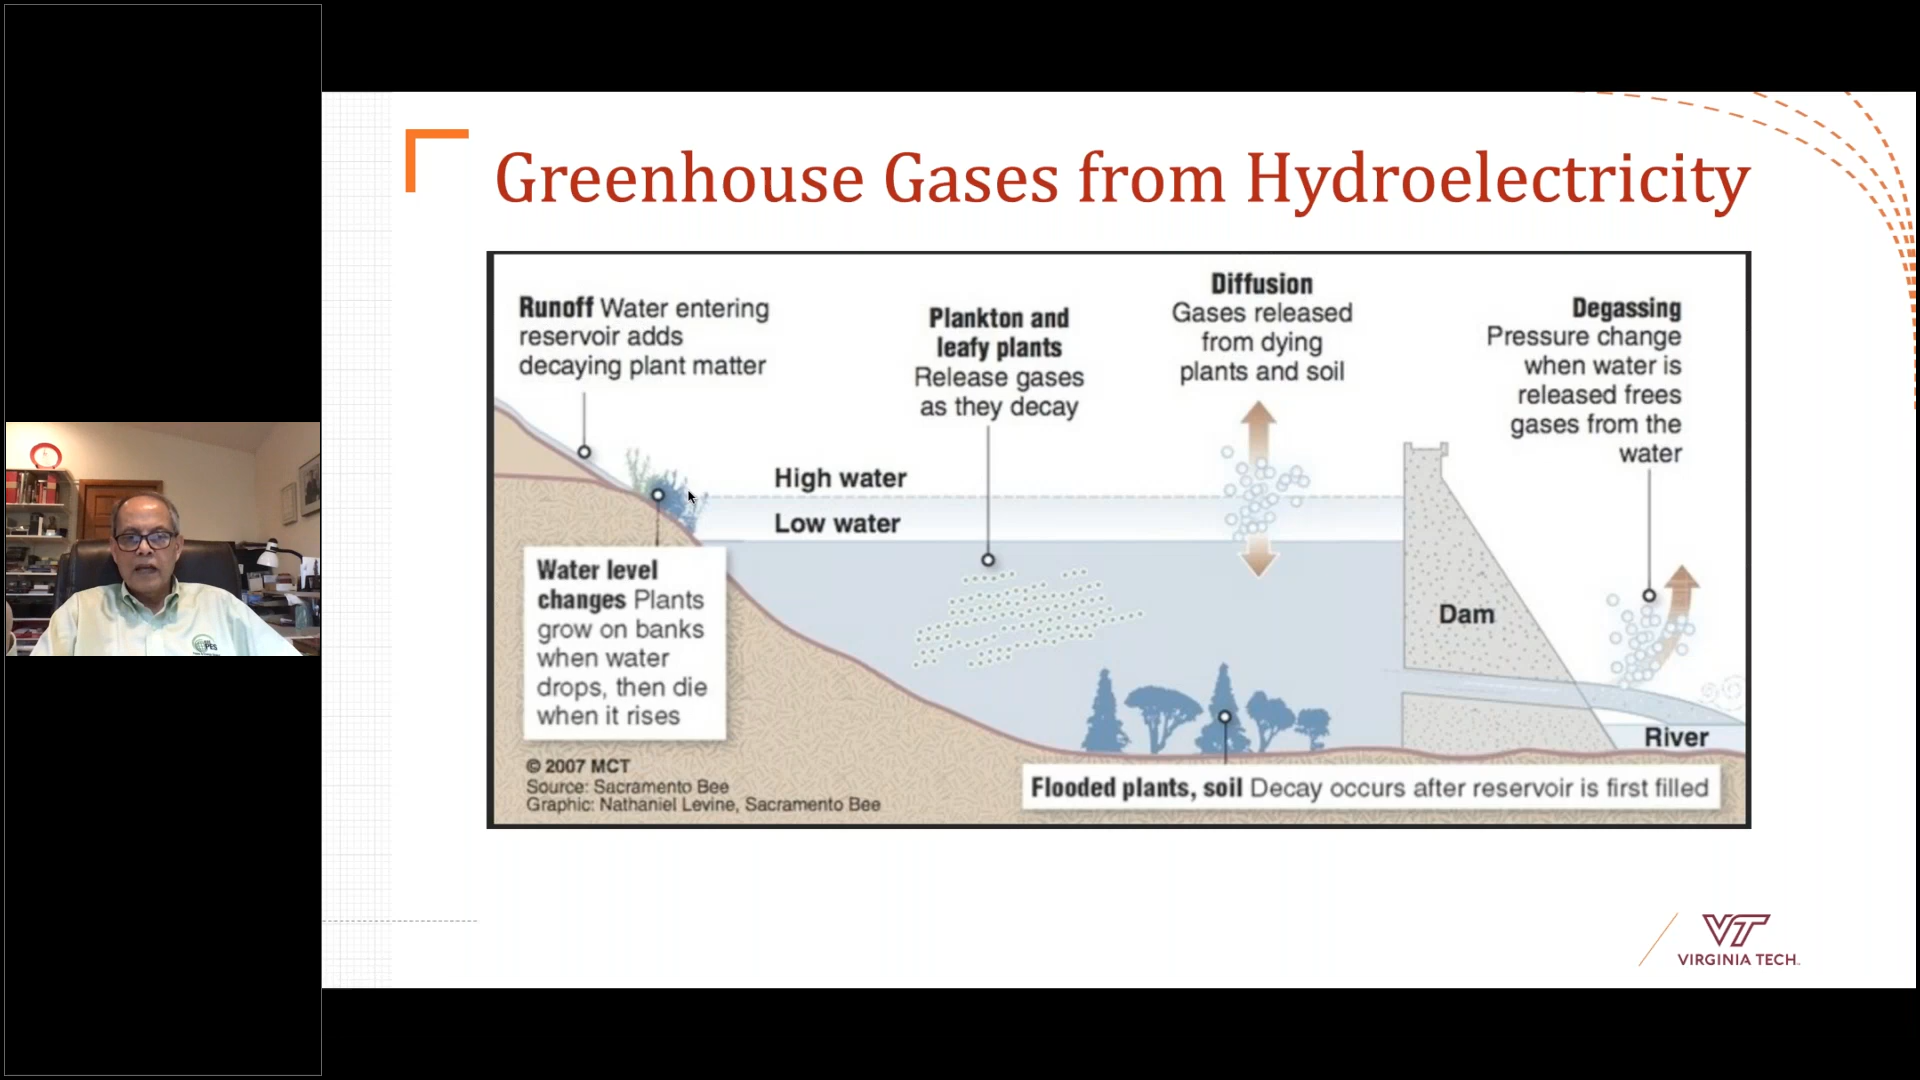 Greenhouse Gases from Hydroelectricity
Runoff Water entering
reservoir adds
decaying plant matter
Plankton and
leafy plants
Release gases
as they decay
Diffusion
Gases released
from dying
plants and soil
Degassing
Pressure change
when water is
released frees
gases from the
water
High water
Low water
Water level
changes Plants
grow on banks
when water
drops, then die
when it rises
Dam
River
Flooded plants, soil Decay occurs after reservoir is first filled
© 2007 MCT
Source: Sacramento Bee
Graphic: Nathaniel Levine, Sacramento Bee
VT
VIRGINIA TECH